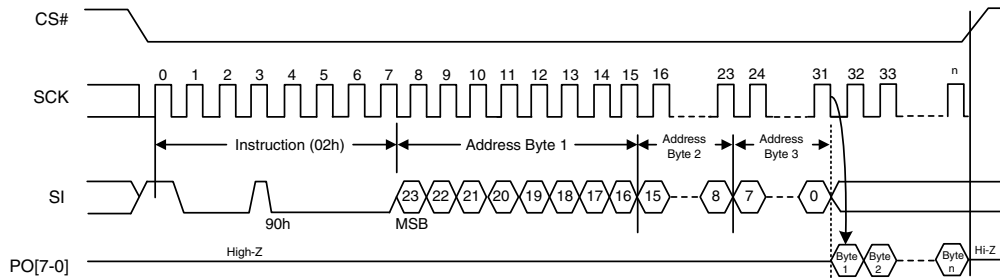 CS#
0 1 2 3 4 5 6 7 8 9 10 11 12 13 14 15 16 23 24 31 32 33 n
SCK
Instruction (02h) Address Byte 1 Address Byte 2 Address Byte 3
SI 23 22 21 20 19 18 17 16 15 8 7 0
90h MSB
High-Z Hi-Z
PO[7-0] Byte 1 Byte 2 Byte n